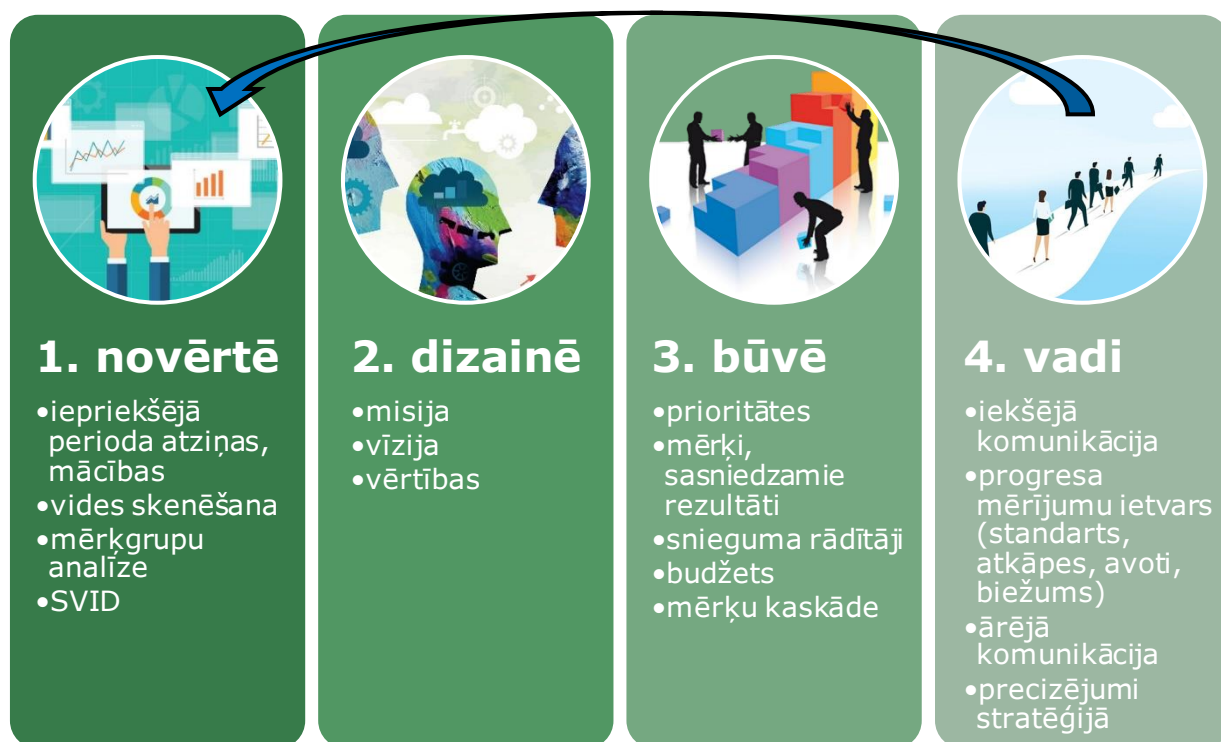 1. novērtē
•iepriekšējā
perioda atziņas,
mācības
•vides skenēšana
•mērķgrupu
analīze
•SVID
2. dizainē
•misija
•vīzija
•vērtības
3. būvē
•prioritātes
•mērķi,
sasniedzamie
rezultāti
•snieguma rādītāji
•budžets
•mērķu kaskāde
4. vadi
•iekšējā
komunikācija
•progresa
mērījumu ietvars
(standarts,
atkāpes, avoti,
biežums)
•ārējā
komunikācija
•precizējumi
stratēģijā